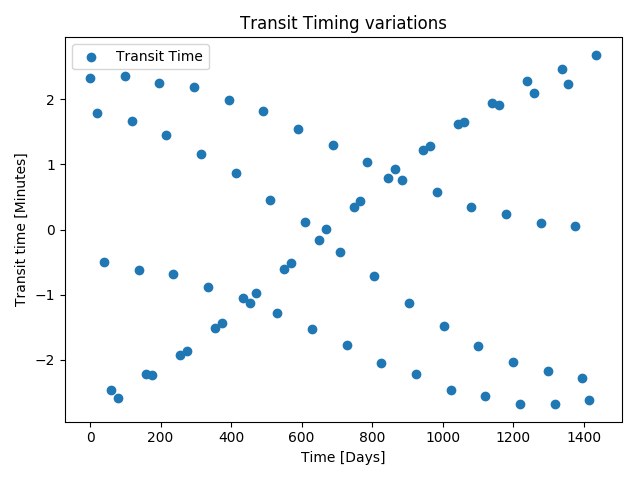 Transit Timing variations
Transit Time
Transit time [Minutes]
2
1
0
−1
−2
0 200 400 600 800 1000 1200 1400
Time [Days]